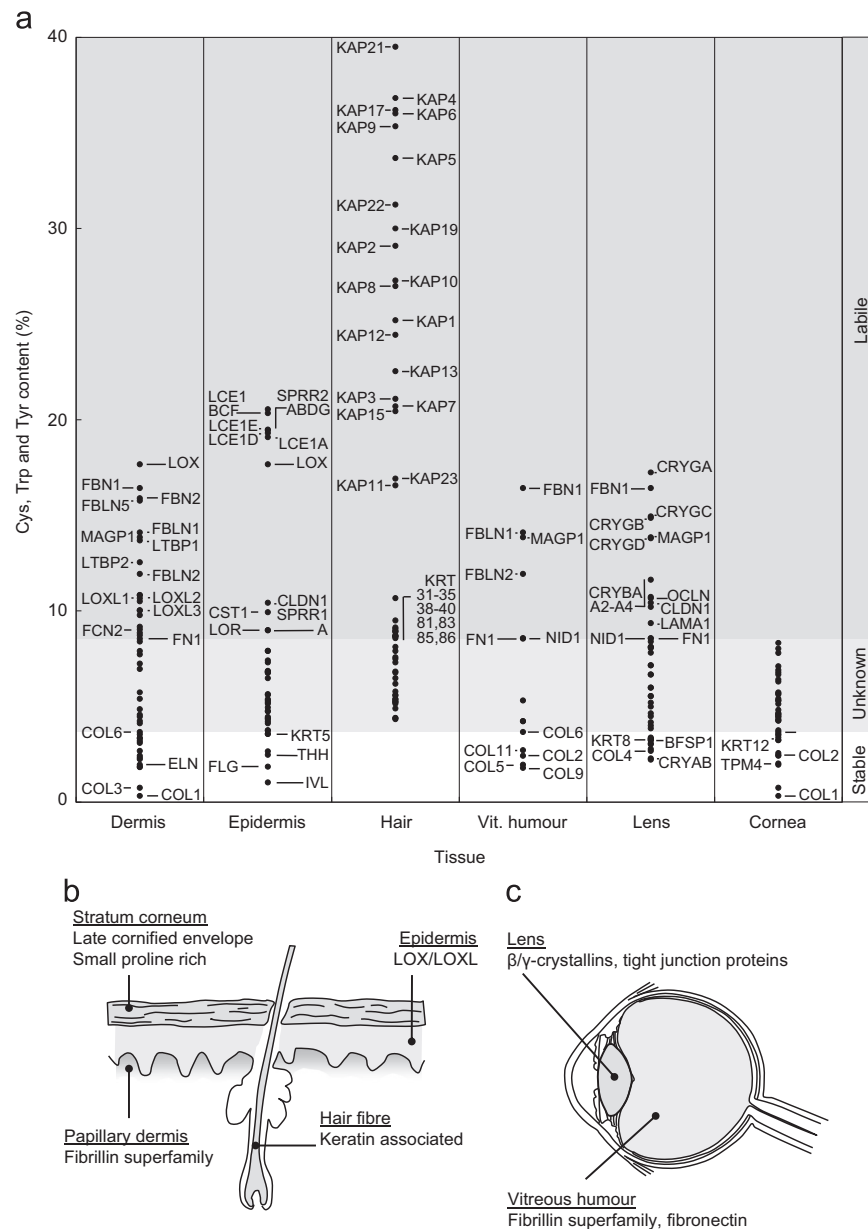 a
40
30
20
10
0
Cys, Trp and Tyr content (%)
LOX
FBN1
FBN2
FBLN5
FBLN1
MAGP1
LTBP1
LTBP2
FBLN2
LOXL1
LOXL2
LOXL3
FCN2
FN1
COL6
ELN
COL3
COL1
LCE1
BCF
SPRR2
ABDG
LCE1E
LCE1D
LCE1A
LOX
CLDN1
CST1
SPRR1
LOR
A
KRT5
THH
FLG
IVL
KAP21
KAP4
KAP17
KAP6
KAP9
KAP5
KAP22
KAP19
KAP2
KAP10
KAP8
KAP1
KAP12
KAP13
KAP3
KAP7
KAP15
KAP23
KAP11
KRT
31-35
38-40
81,83
85,86
FBN1
FBLN1
MAGP1
FBLN2
FN1
NID1
COL6
COL11
COL2
COL5
COL9
CRYGA
FBN1
CRYGC
CRYGB
MAGP1
CRYGD
CRYBA
A2-A4
OCLN
CLDN1
LAMA1
NID1
FN1
KRT8
BFSP1
COL4
CRYAB
KRT12
COL2
TPM4
COL1
Labile
Unknown
Stable
Dermis Epidermis Hair Vit. humour Lens Cornea
Tissue
b
Stratum corneum
Late cornified envelope
Small proline rich
Epidermis
LOX/LOXL
Papillary dermis
Fibrillin superfamily
Hair fibre
Keratin associated
c
Lens
β/γ-crystallins, tight junction proteins
Vitreous humour
Fibrillin superfamily, fibronectin